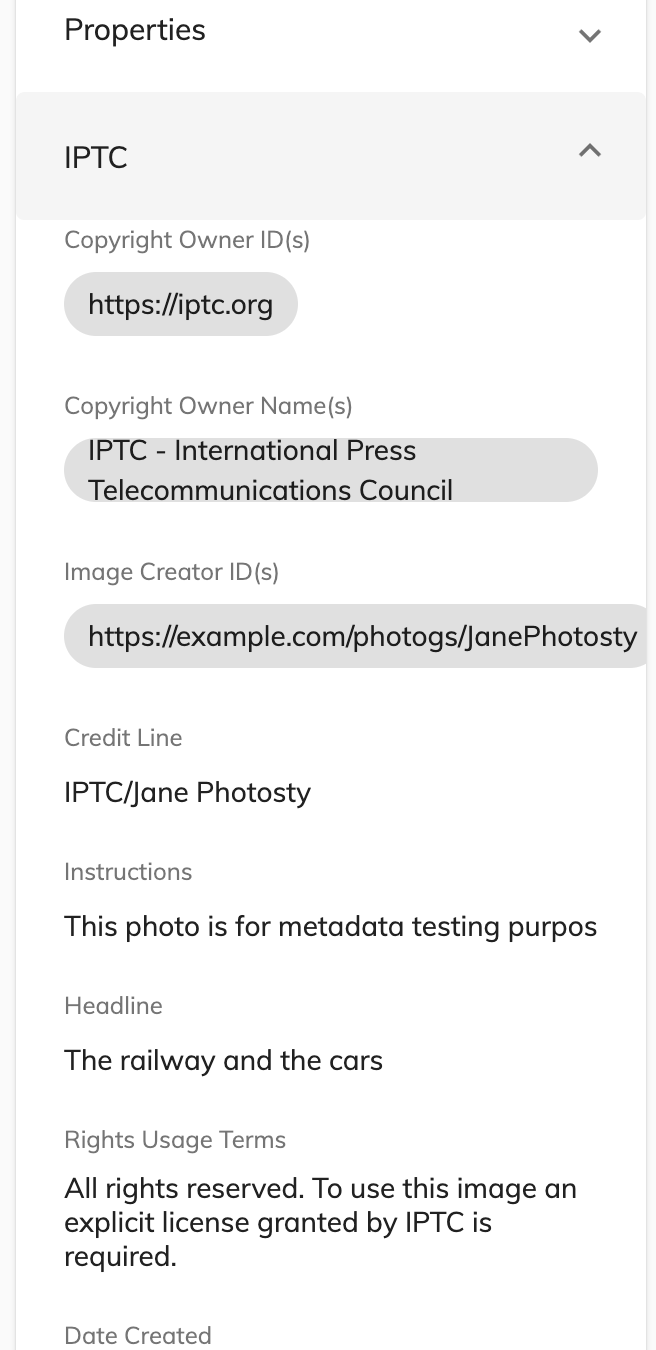 Properties
IPTC
Copyright Owner ID(s)
https://iptc.org
Copyright Owner Name(s)
IPTC - International Press
Telecommunications Council
Image Creator ID(s)
https://example.com/photogs/JanePhotosty
Credit Line
IPTC/Jane Photosty
Instructions
This photo is for metadata testing purpos
Headline
The railway and the cars
Rights Usage Terms
All rights reserved. To use this image an
explicit license granted by IPTC is
required.
Date Created